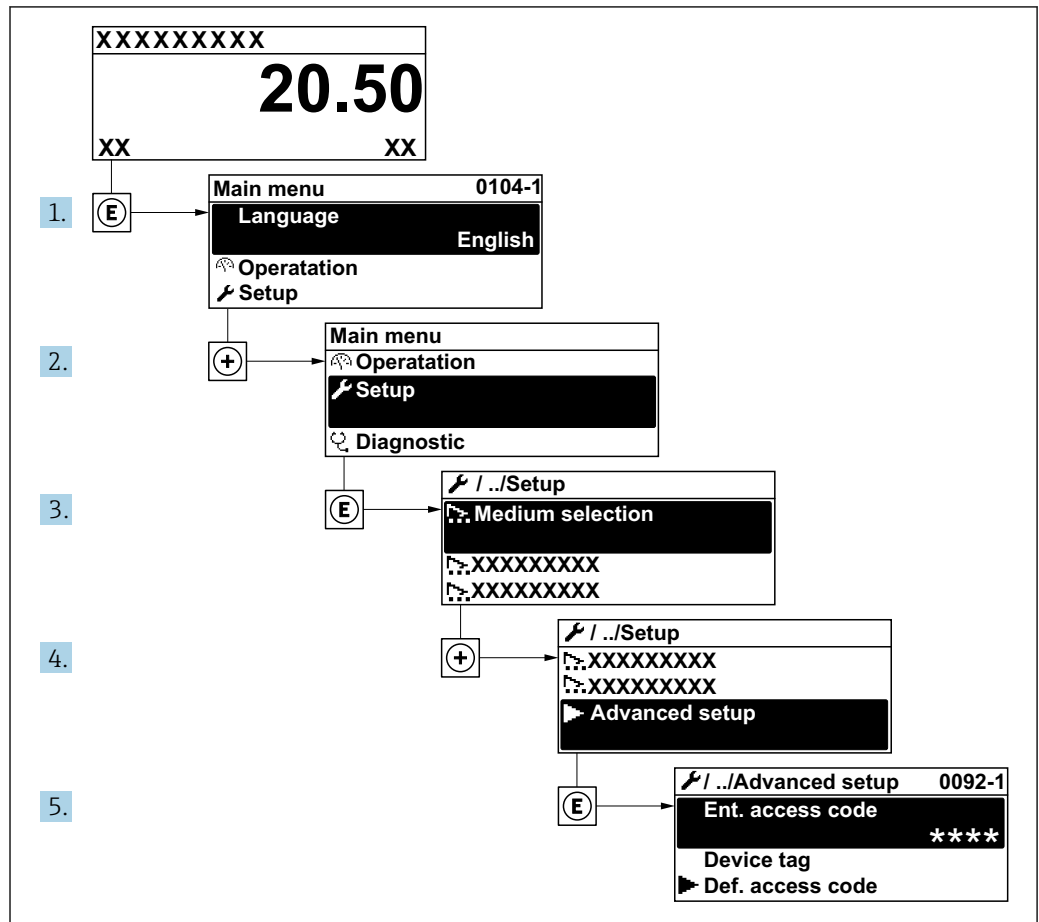 XXXXXXXXX
20.50
XX XX
1. E
Main menu 0104-1
Language
English
Operatation
Setup
2. +
Main menu
Operatation
Setup
Diagnostic
3. E
/ ../Setup
Medium selection
XXXXXXXXX
XXXXXXXXX
4. +
/ ../Setup
XXXXXXXXX
XXXXXXXXX
Advanced setup
5. E
/ ../Advanced setup 0092-1
Ent. access code
****
Device tag
Def. access code